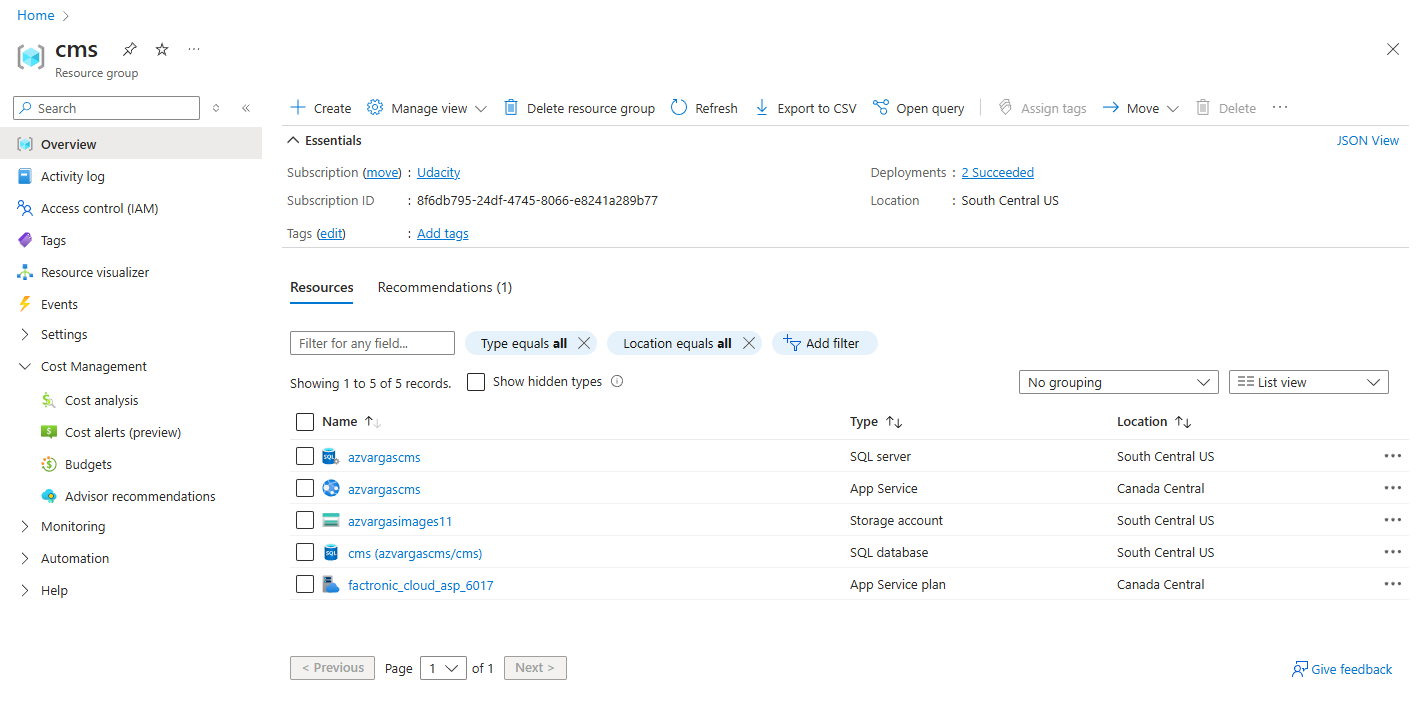 Home
cms
Resource group
Search
Create
Manage view
Delete resource group
Refresh
Export to CSV
Open query
Assign tags
Move
Delete
Overview
Activity log
Access control (IAM)
Tags
Resource visualizer
Events
Settings
Cost Management
Cost analysis
Cost alerts (preview)
Budgets
Advisor recommendations
Monitoring
Automation
Help
Essentials
JSON View
Subscription (move) : Udacity
Deployments : 2 Succeeded
Subscription ID : 8f6db795-24df-4745-8066-e8241a289b77
Location : South Central US
Tags (edit) : Add tags
Resources
Recommendations (1)
Filter for any field...
Type equals all
Location equals all
Add filter
Showing 1 to 5 of 5 records.
Show hidden types
No grouping
List view
Name Type Location
azvargascms SQL server South Central US
azvargascms App Service Canada Central
azvargasimages11 Storage account South Central US
cms (azvargascms/cms) SQL database South Central US
factronic_cloud_asp_6017 App Service plan Canada Central
< Previous Page 1 of 1 Next >
Give feedback